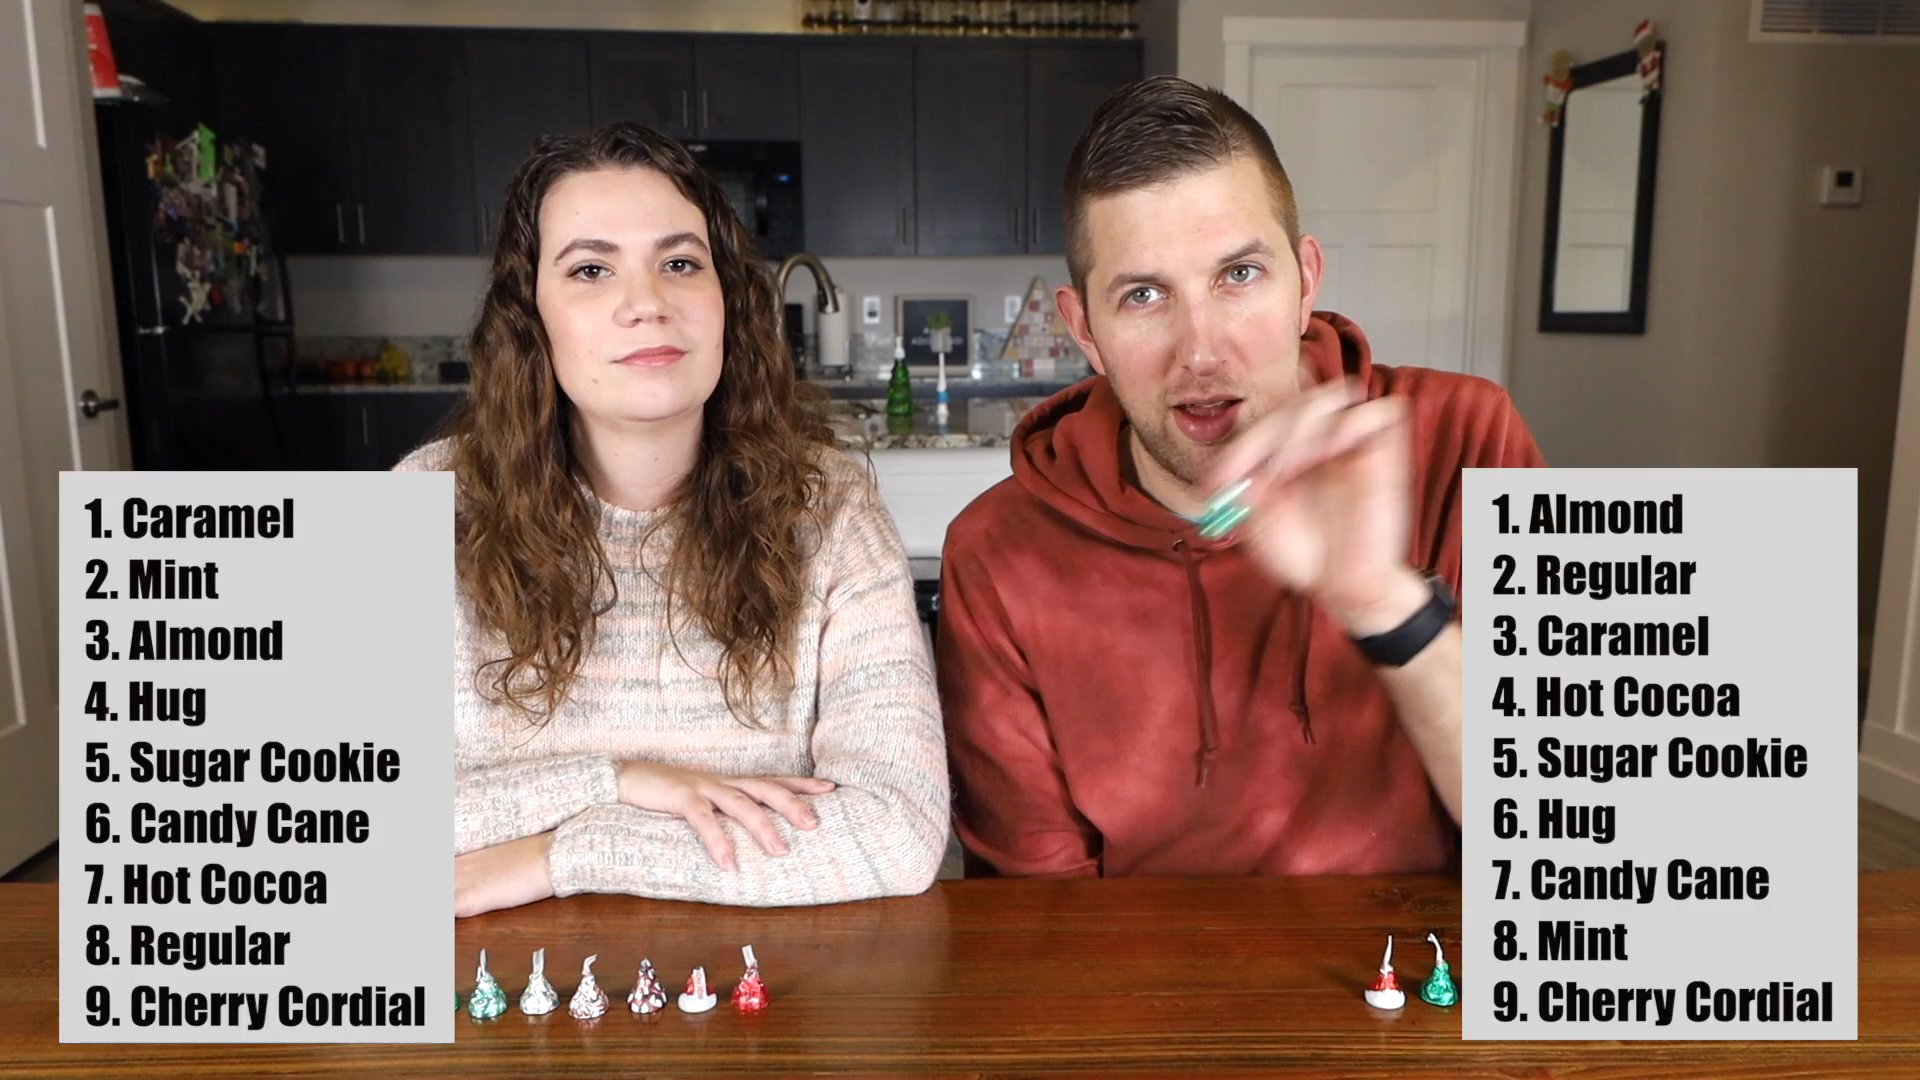 1. Caramel
2. Mint
3. Almond
4. Hug
5. Sugar Cookie
6. Candy Cane
7. Hot Cocoa
8. Regular
9. Cherry Cordial
1. Almond
2. Regular
3. Caramel
4. Hot Cocoa
5. Sugar Cookie
6. Hug
7. Candy Cane
8. Mint
9. Cherry Cordial